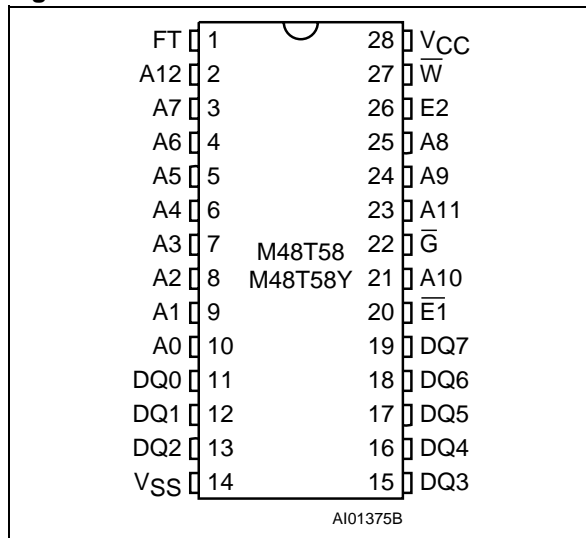 FT 1 28 VCC
A12 2 27 W̅
A7 3 26 E2
A6 4 25 A8
A5 5 24 A9
A4 6 23 A11
A3 7 M48T58 22 G̅
A2 8 M48T58Y 21 A10
A1 9 20 E̅1̅
A0 10 19 DQ7
DQ0 11 18 DQ6
DQ1 12 17 DQ5
DQ2 13 16 DQ4
VSS 14 15 DQ3
AI01375B